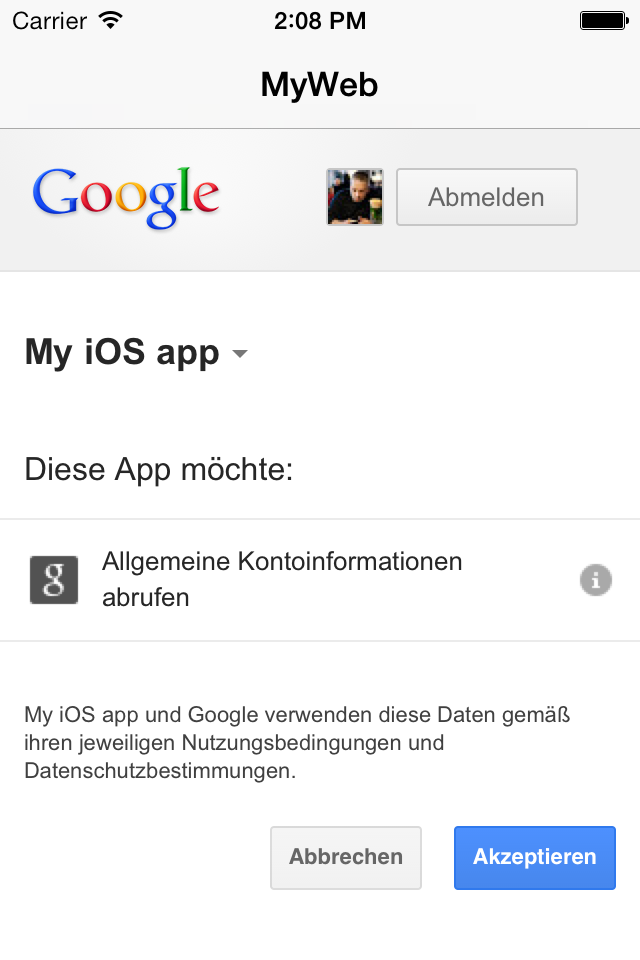 Carrier 2:08 PM
MyWeb
Google Abmelden
My iOS app
Diese App möchte:
g Allgemeine Kontoinformationen
abrufen
My iOS app und Google verwenden diese Daten gemäß
ihren jeweiligen Nutzungsbedingungen und
Datenschutzbestimmungen.
Abbrechen Akzeptieren